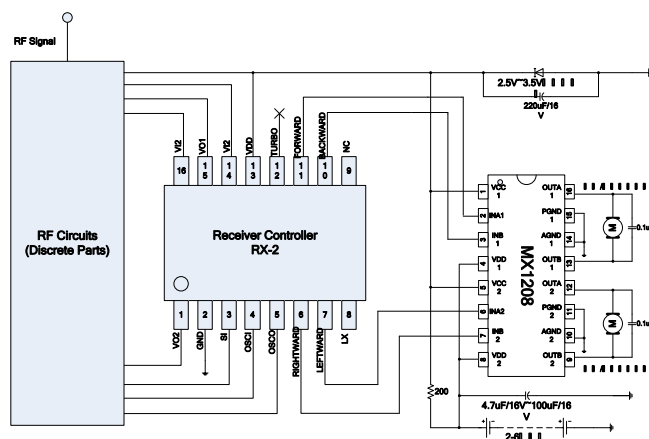 RF Signal
RF Circuits
(Discrete Parts)
VI2
VO1
VI2
VDD
TURBO
FORWARD
BACKWARD
NC
16
15
14
13
12
11
10
9
Receiver Controller
RX-2
1
2
3
4
5
6
7
8
VO2
GND
SI
OSCI
OSCO
RIGHTWARD
LEFTWARD
LX
2.5V~3.5V
220uF/16
V
MX1208
1 VCC 1
2 INA1
3 INB 1
4 VDD 1
5 VCC 2
6 INA2
7 INB 2
8 VDD 2
OUTA 1 16
PGND 1 15
AGND 1 14
OUTB 1 13
OUTA 2 12
PGND 2 11
AGND 2 10
OUTB 2 9
M
0.1u
M
0.1u
200
4.7uF/16V~100uF/16
V